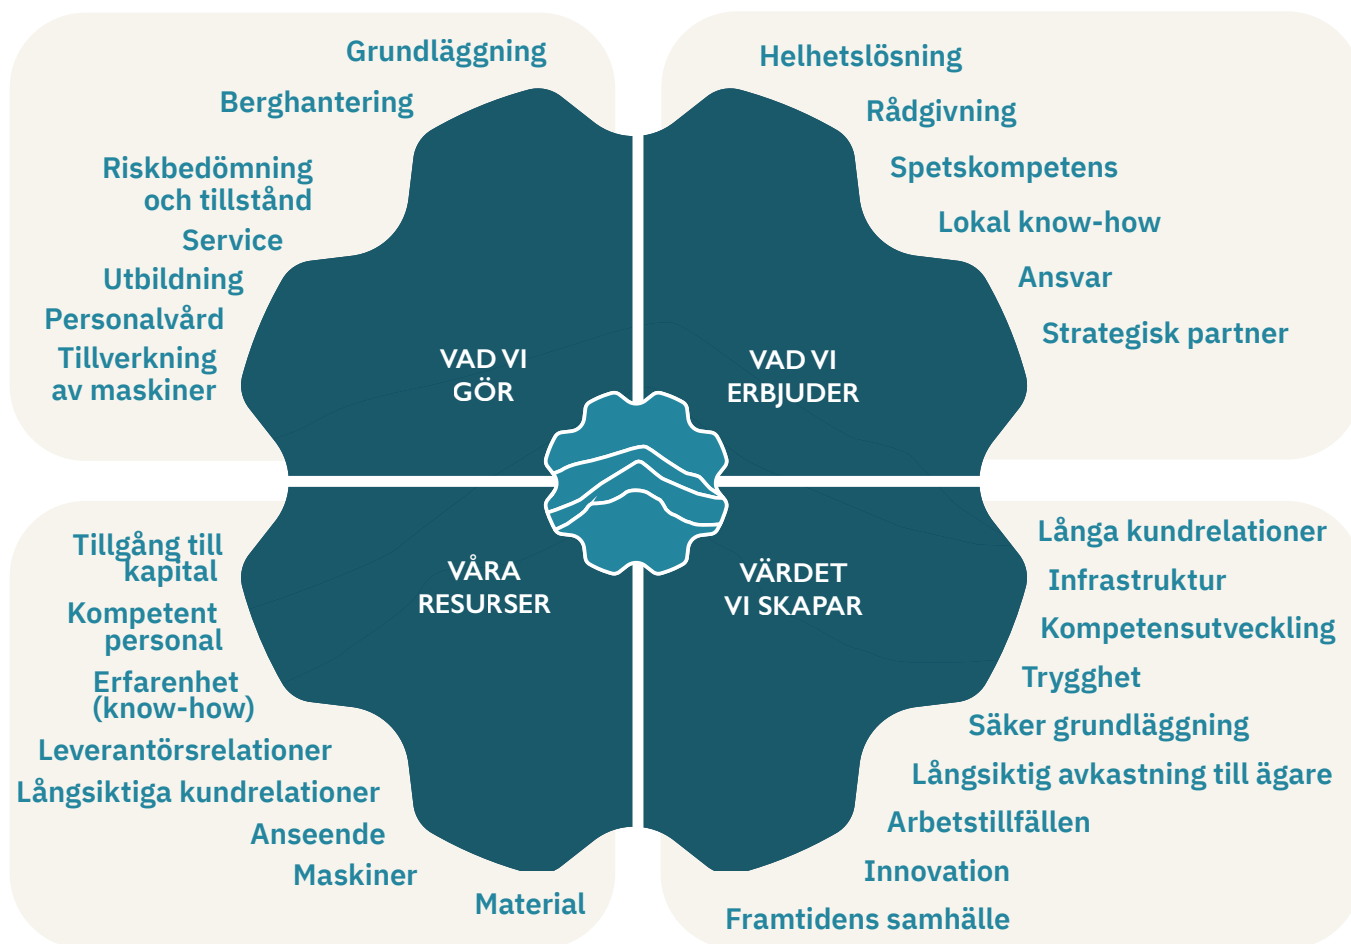 Grundläggning
Berghantering
Riskbedömning
och tillstånd
Service
Utbildning
Personalvård
Tillverkning
av maskiner
VAD VI
GÖR
Helhetslösning
Rådgivning
Spetskompetens
Lokal know-how
Ansvar
Strategisk partner
VAD VI
ERBJUDER
Tillgång till
kapital
Kompetent
personal
Erfarenhet
(know-how)
Leverantörsrelationer
Långsiktiga kundrelationer
Anseende
Maskiner
Material
VÅRA
RESURSER
VÄRDET
VI SKAPAR
Långa kundrelationer
Infrastruktur
Kompetensutveckling
Trygghet
Säker grundläggning
Långsiktig avkastning till ägare
Arbetstillfällen
Innovation
Framtidens samhälle